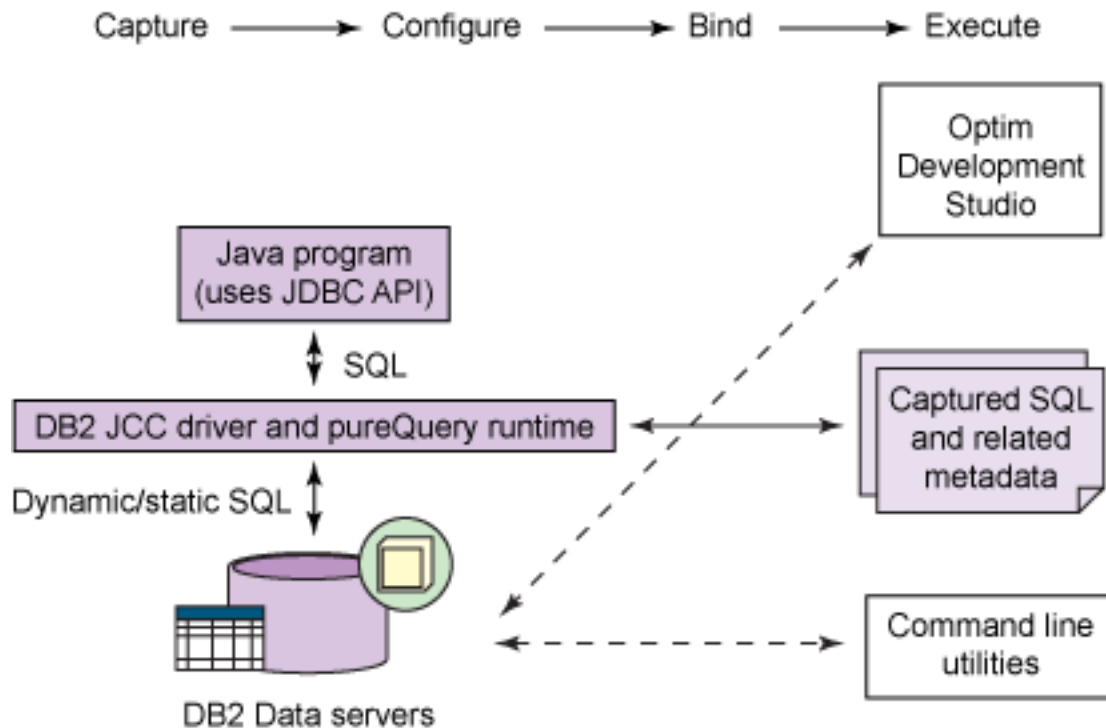 Capture Configure Bind Execute
Optim
Development
Studio
Java program
(uses JDBC API)
SQL
DB2 JCC driver and pureQuery runtime
Captured SQL
and related
metadata
Dynamic/static SQL
Command line
utilities
DB2 Data servers